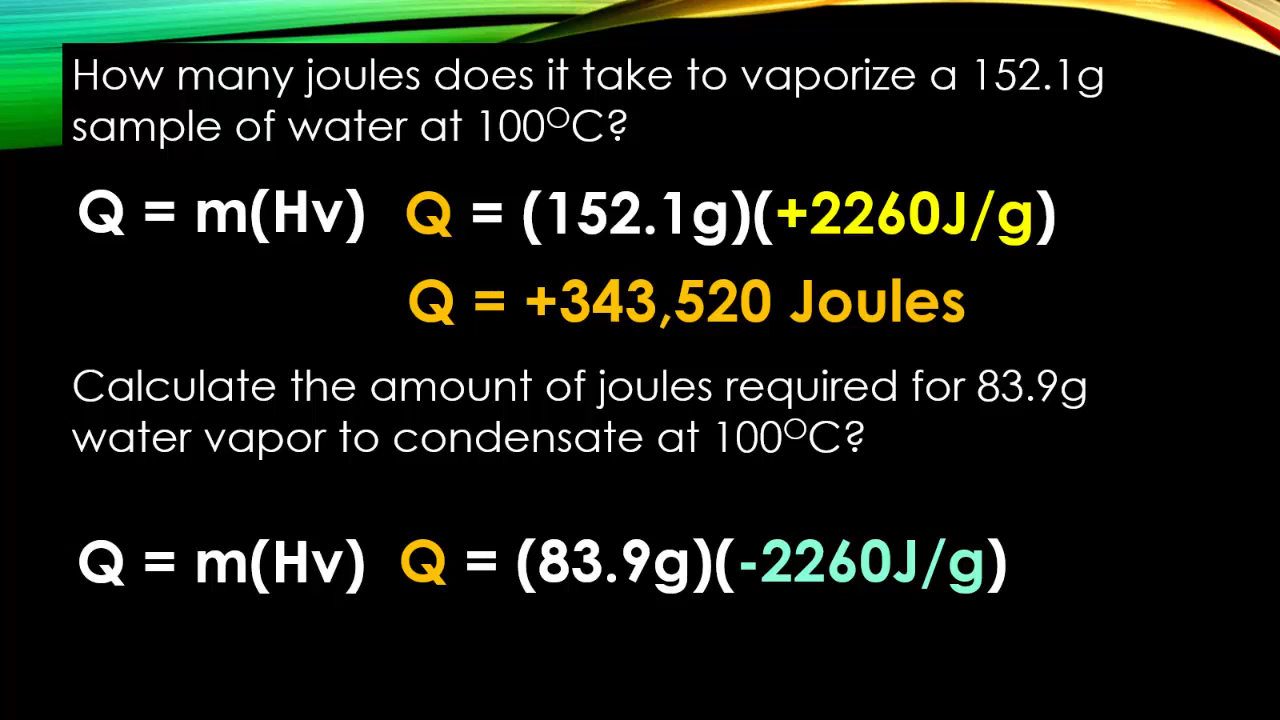 How many joules does it take to vaporize a 152.1g
sample of water at 100ᴼC?
Q = m(Hv) Q = (152.1g)(+2260J/g)
Q = +343,520 Joules
Calculate the amount of joules required for 83.9g
water vapor to condensate at 100ᴼC?
Q = m(Hv) Q = (83.9g)(-2260J/g)